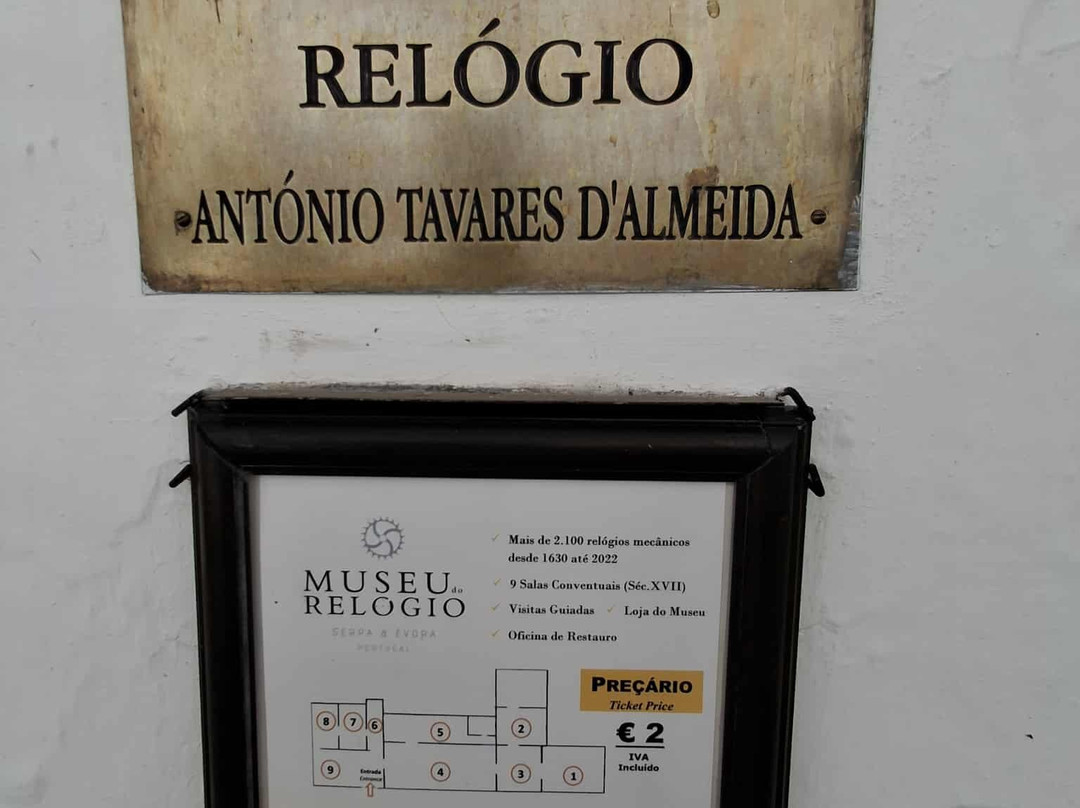 RELÓGIO
ANTÓNIO TAVARES D'ALMEIDA
MUSEU do
RELÓGIO
SERPA & ÉVORA
PORTUGAL
Mais de 2.100 relógios mecânicos
desde 1630 até 2022
9 Salas Conventuais (Séc.XVII)
Visitas Guiadas ✓ Loja do Museu
Oficina de Restauro
PREÇÁRIO
Ticket Price
€ 2
IVA
Incluído
8 7 6 5 2
9 4 3 1
Entrada
Entrance